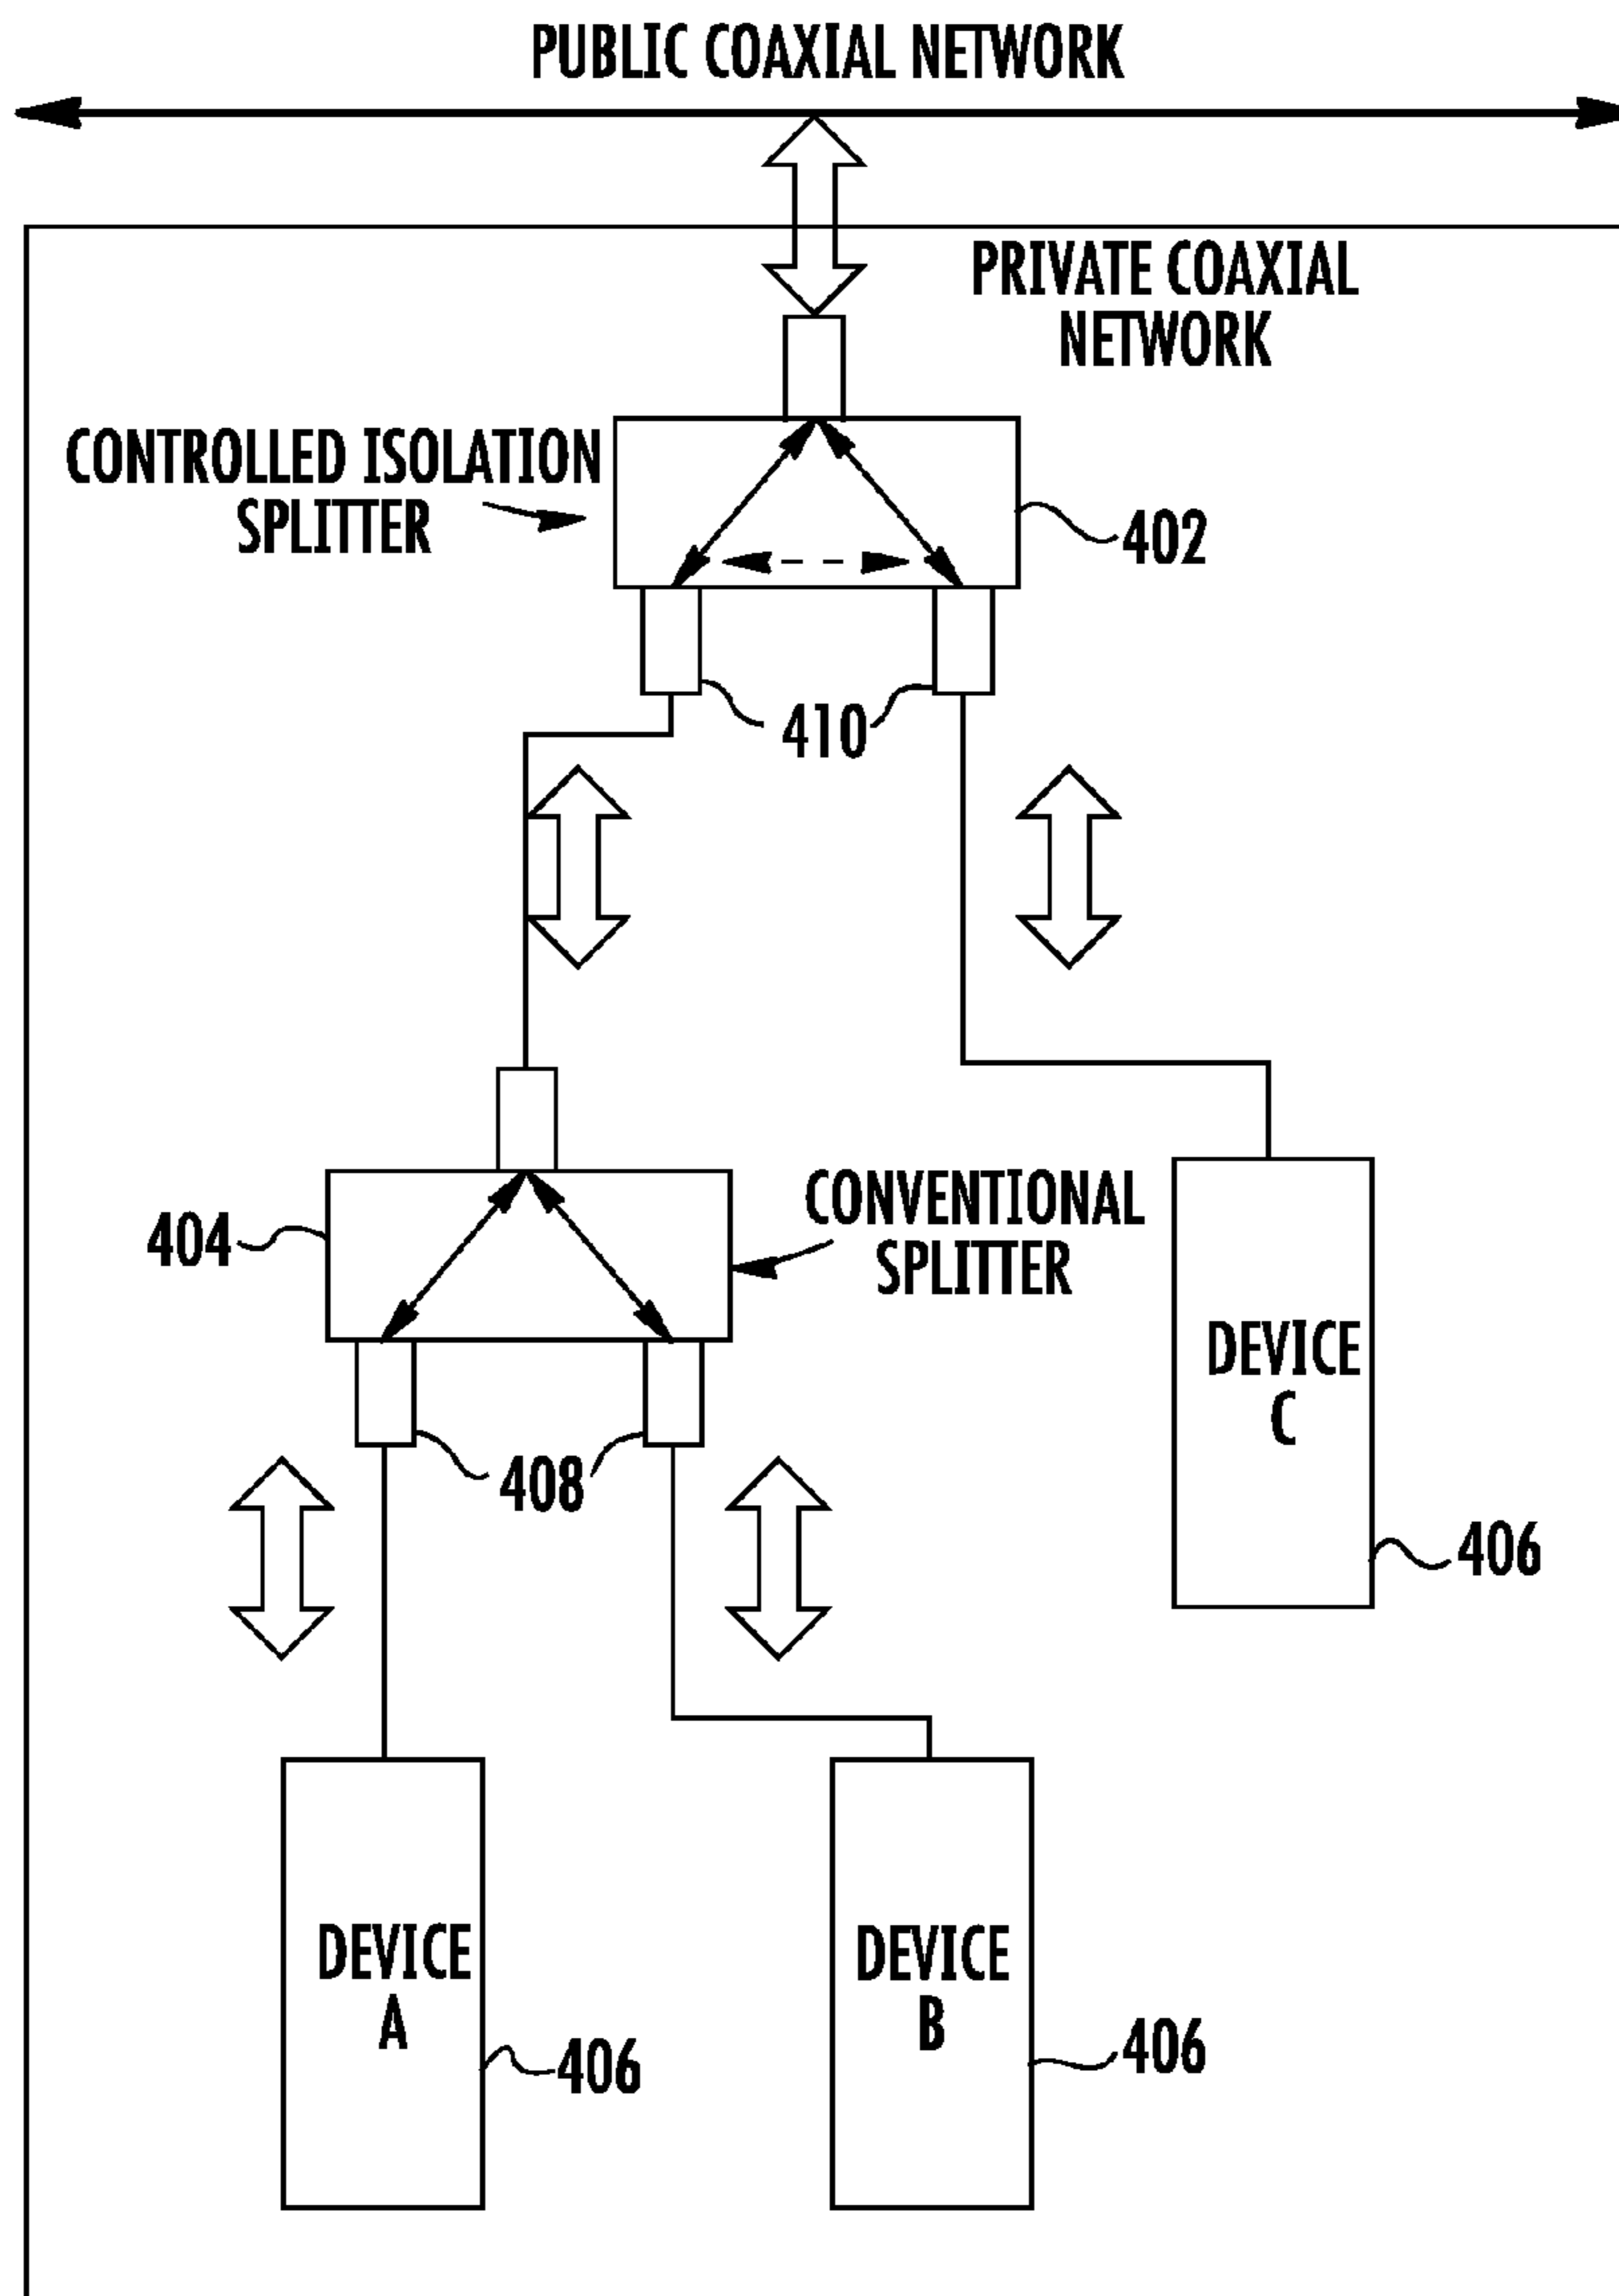 PUBLIC COAXIAL NETWORK
PRIVATE COAXIAL
NETWORK
CONTROLLED ISOLATION
SPLITTER
402
410
CONVENTIONAL
SPLITTER
404
DEVICE
C
408
406
DEVICE
A
DEVICE
B
406
406